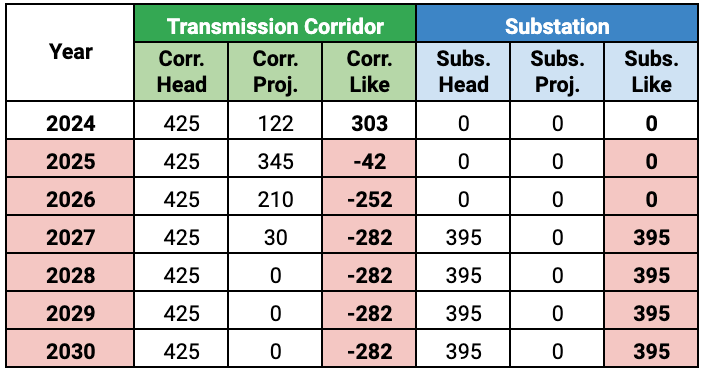 Year Transmission Corridor Substation
Corr. Head Corr. Proj. Corr. Like Subs. Head Subs. Proj. Subs. Like
2024 425 122 303 0 0 0
2025 425 345 -42 0 0 0
2026 425 210 -252 0 0 0
2027 425 30 -282 395 0 395
2028 425 0 -282 395 0 395
2029 425 0 -282 395 0 395
2030 425 0 -282 395 0 395